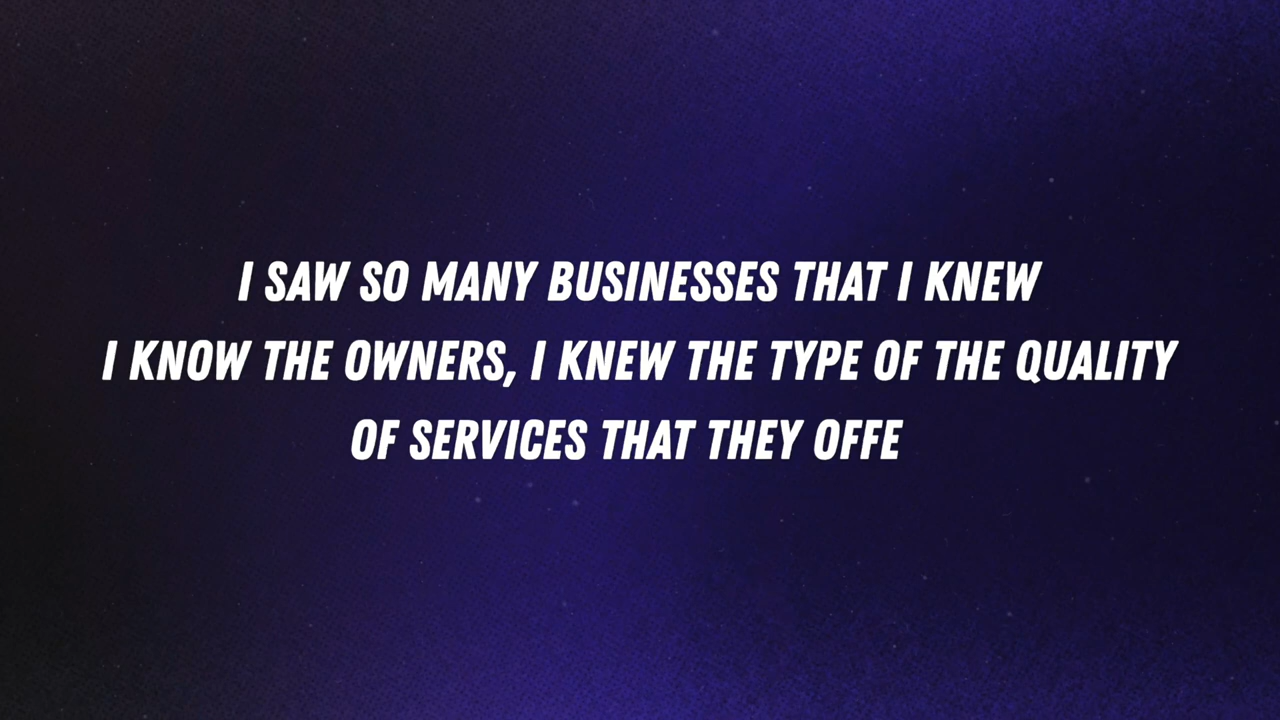 I SAW SO MANY BUSINESSES THAT I KNEW
I KNOW THE OWNERS, I KNEW THE TYPE OF THE QUALITY
OF SERVICES THAT THEY OFFE